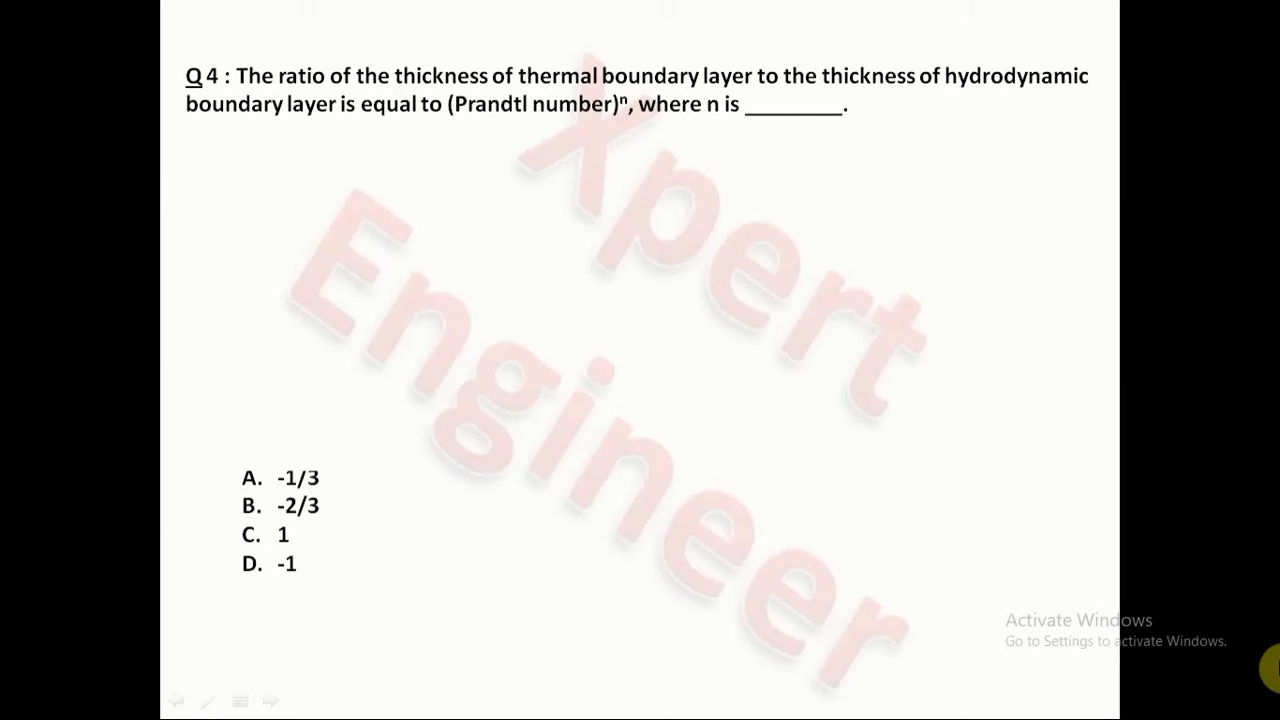 Q 4 : The ratio of the thickness of thermal boundary layer to the thickness of hydrodynamic
boundary layer is equal to (Prandtl number)ⁿ, where n is ________.
Xpert
Engineer
A. -1/3
B. -2/3
C. 1
D. -1
Activate Windows
Go to Settings to activate Windows.